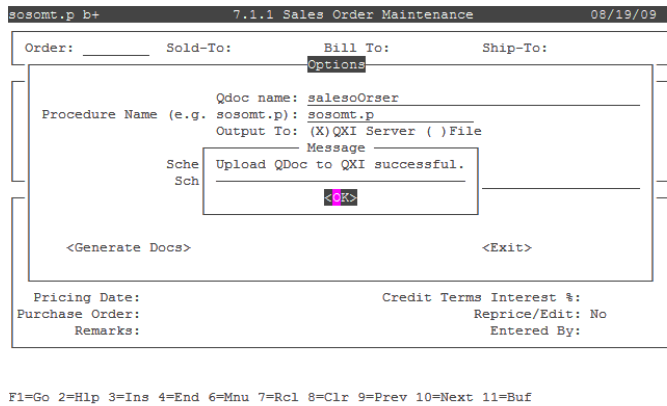 sosomt.p b+ 7.1.1 Sales Order Maintenance 08/19/09
Order: Sold-To: Bill To: Ship-To:
Options
Qdoc name: salesoOrser
Procedure Name (e.g. sosomt.p): sosomt.p
Output To: (X)QXI Server ( )File
Message
Sche Upload QDoc to QXI successful.
Sch
<OK>
<Generate Docs> <Exit>
Pricing Date: Credit Terms Interest %:
Purchase Order: Reprice/Edit: No
Remarks: Entered By:
F1=Go 2=Hlp 3=Ins 4=End 6=Mnu 7=Rcl 8=Clr 9=Prev 10=Next 11=Buf